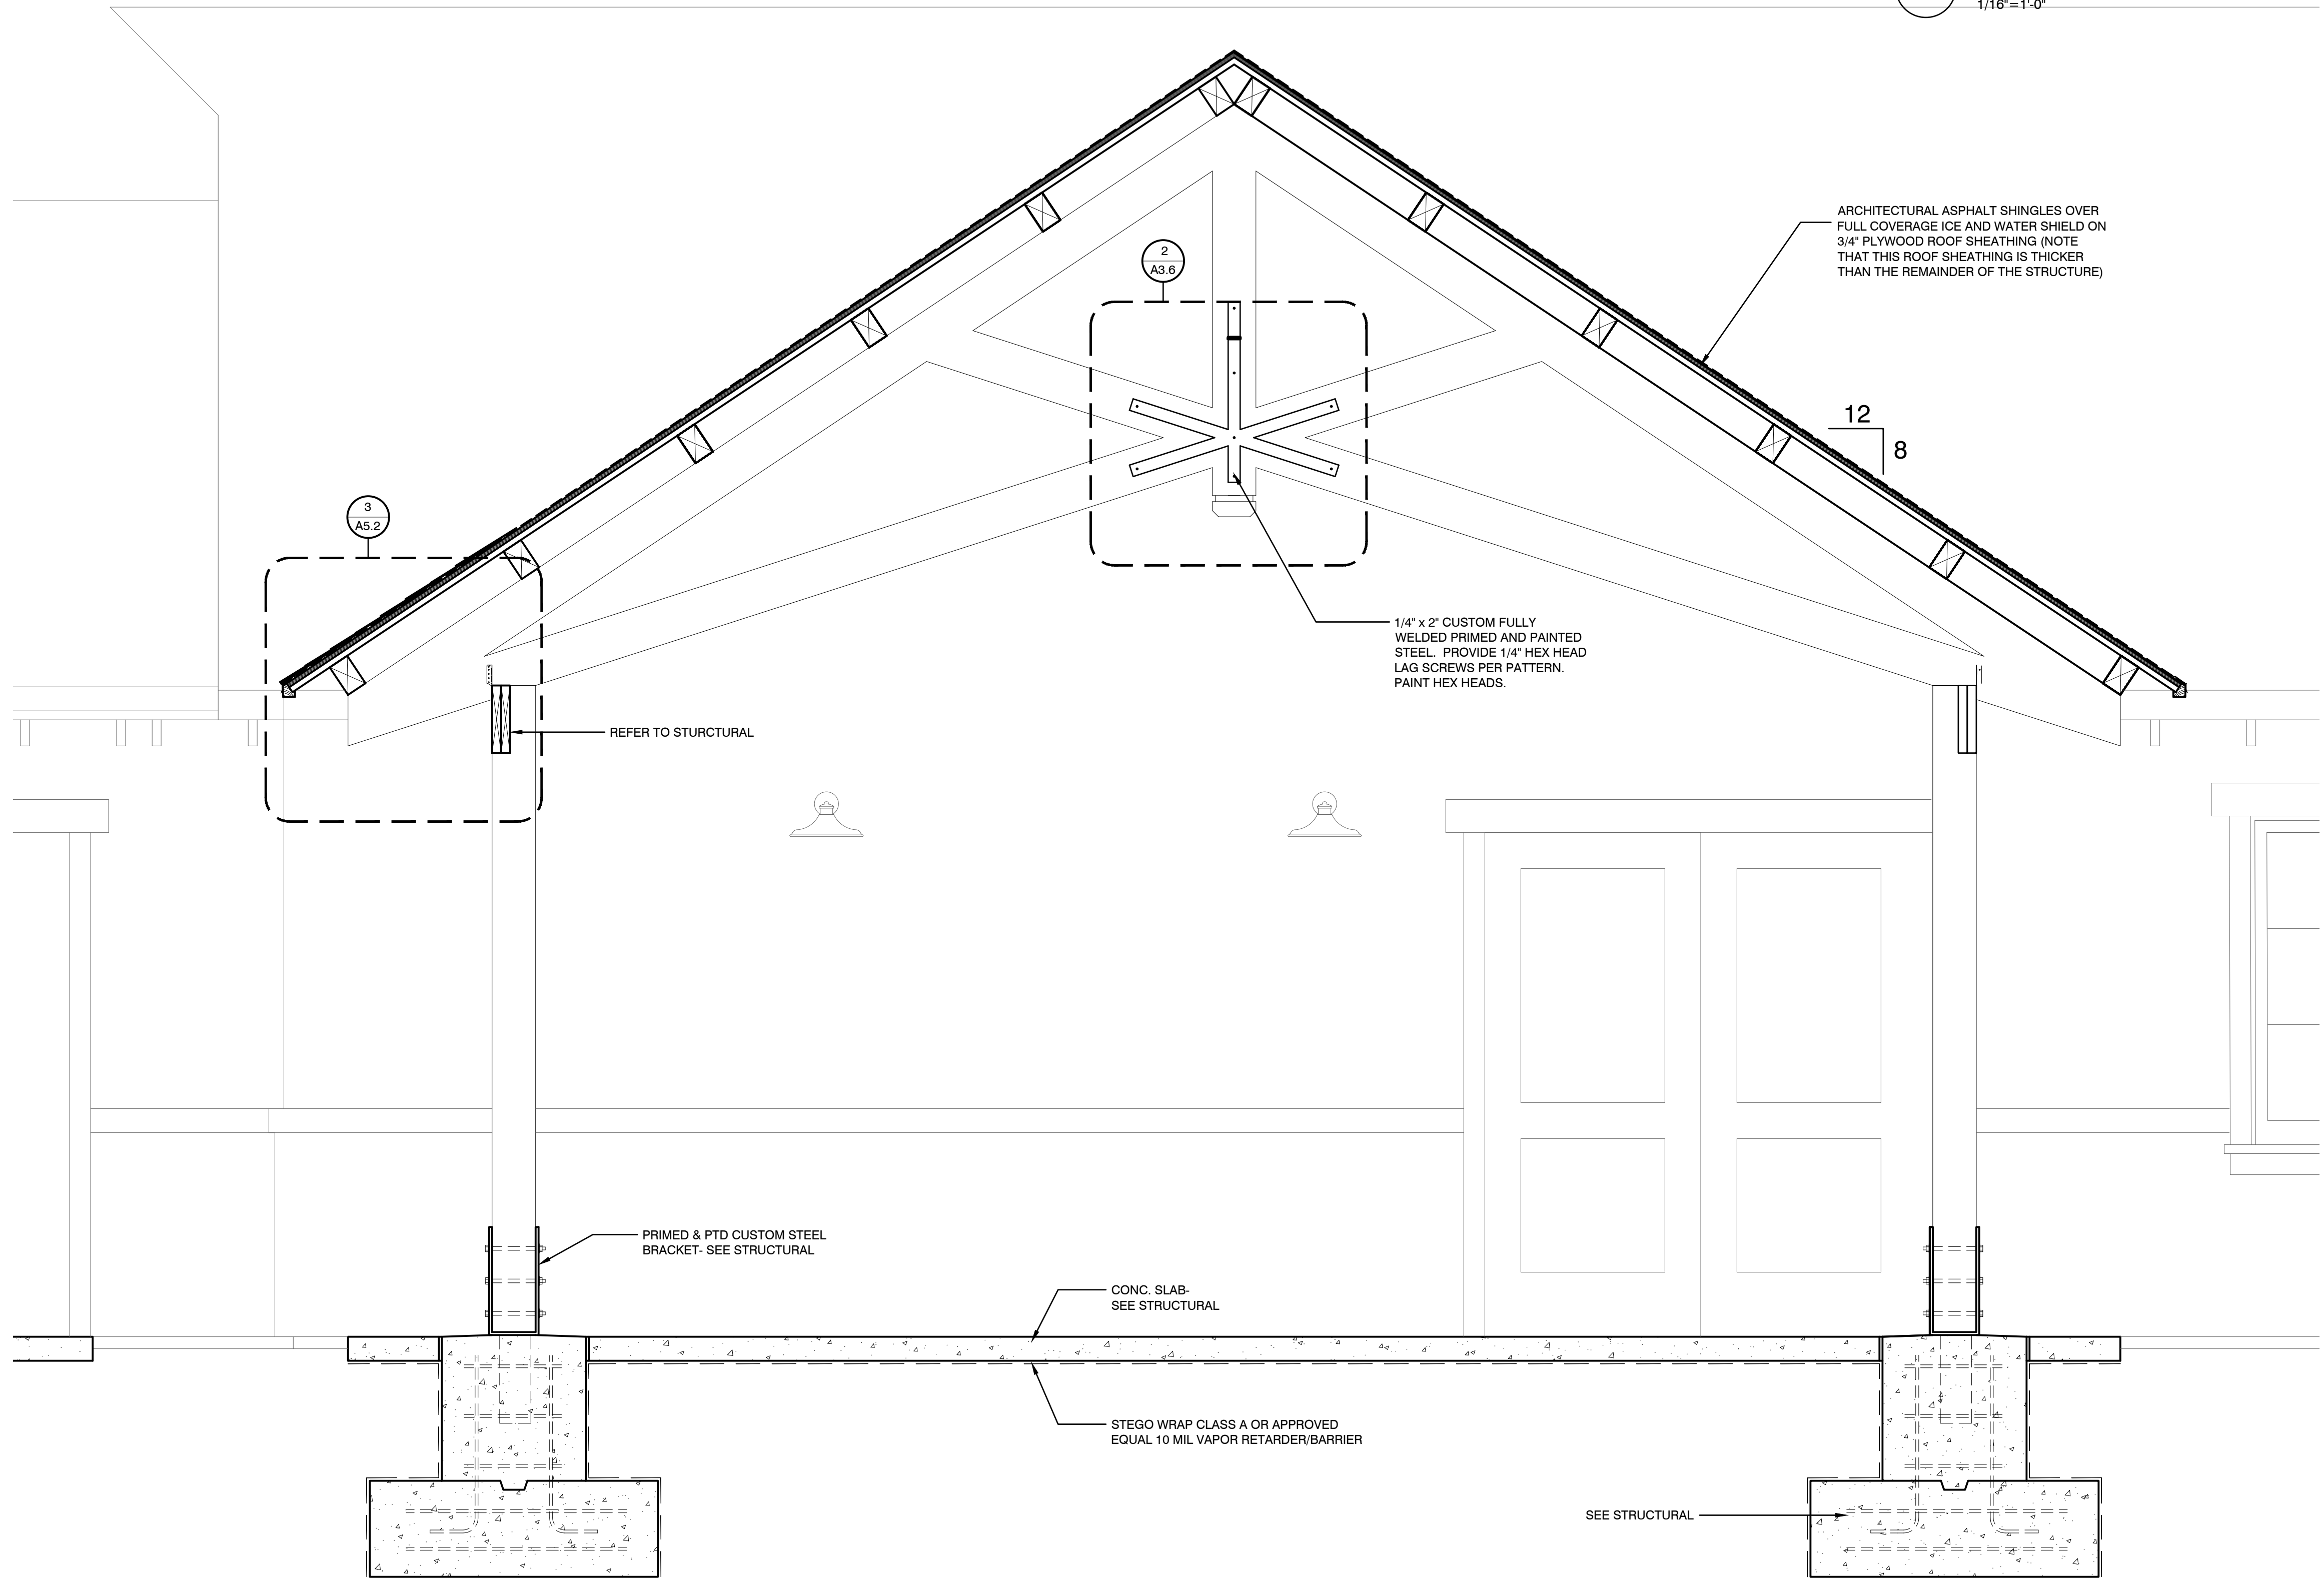 1/16"=1'-0"
ARCHITECTURAL ASPHALT SHINGLES OVER
FULL COVERAGE ICE AND WATER SHIELD ON
3/4" PLYWOOD ROOF SHEATHING (NOTE
THAT THIS ROOF SHEATHING IS THICKER
THAN THE REMAINDER OF THE STRUCTURE)
2
A3.6
12
8
3
A5.2
1/4" x 2" CUSTOM FULLY
WELDED PRIMED AND PAINTED
STEEL. PROVIDE 1/4" HEX HEAD
LAG SCREWS PER PATTERN.
PAINT HEX HEADS.
REFER TO STURCTURAL
PRIMED & PTD CUSTOM STEEL
BRACKET- SEE STRUCTURAL
CONC. SLAB-
SEE STRUCTURAL
STEGO WRAP CLASS A OR APPROVED
EQUAL 10 MIL VAPOR RETARDER/BARRIER
SEE STRUCTURAL